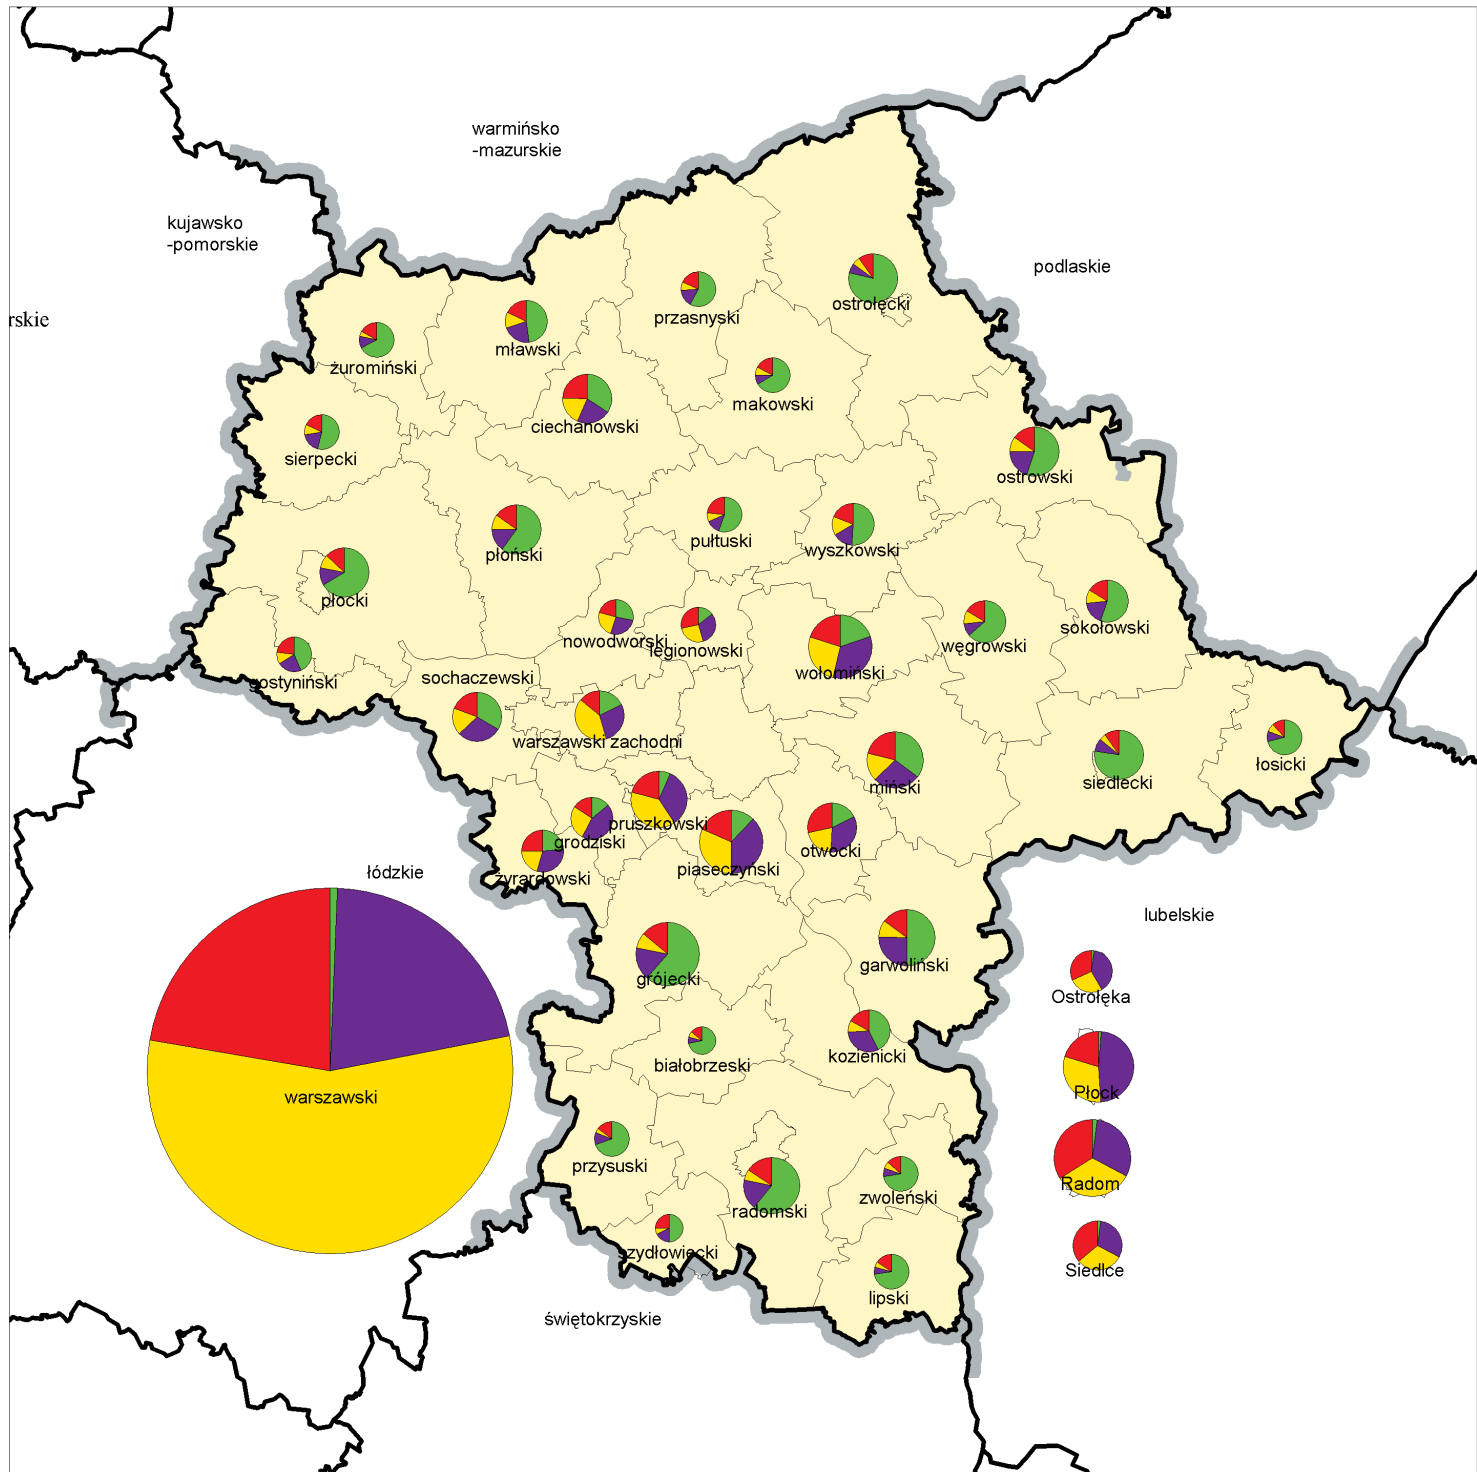 warmińsko
-mazurskie
kujawsko
-pomorskie
podlaskie
rskie
ostrołęcki
przasnyski
mławski
żuromiński
makowski
ciechanowski
sierpecki
ostrowski
pułtuski
wyszkowski
płoński
płocki
sokołowski
nowodworski
legionowski
węgrowski
wołomiński
gostyniński
sochaczewski
warszawski zachodni
łosicki
siedlecki
miński
pruszkowski
grodziski
otwocki
piaseczyński
żyrardowski
łódzkie
lubelskie
garwoliński
grójecki
Ostrołęka
kozienicki
białobrzeski
Płock
warszawski
przysuski
Radom
zwoleński
radomski
szydłowiecki
Siedlce
lipski
świętokrzyskie